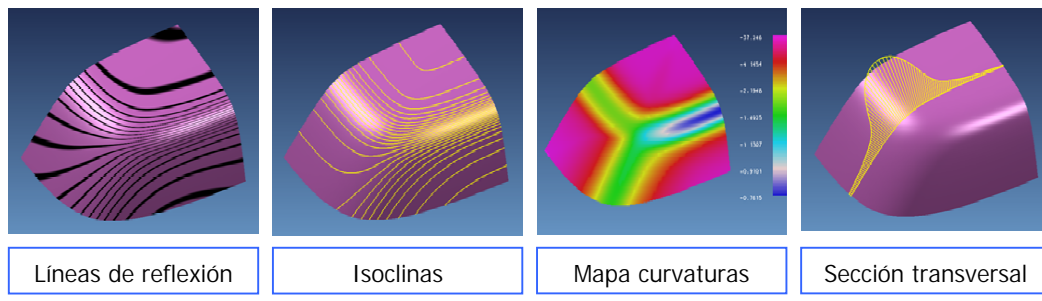 Líneas de reflexión
Isoclinas
Mapa curvaturas
Sección transversal